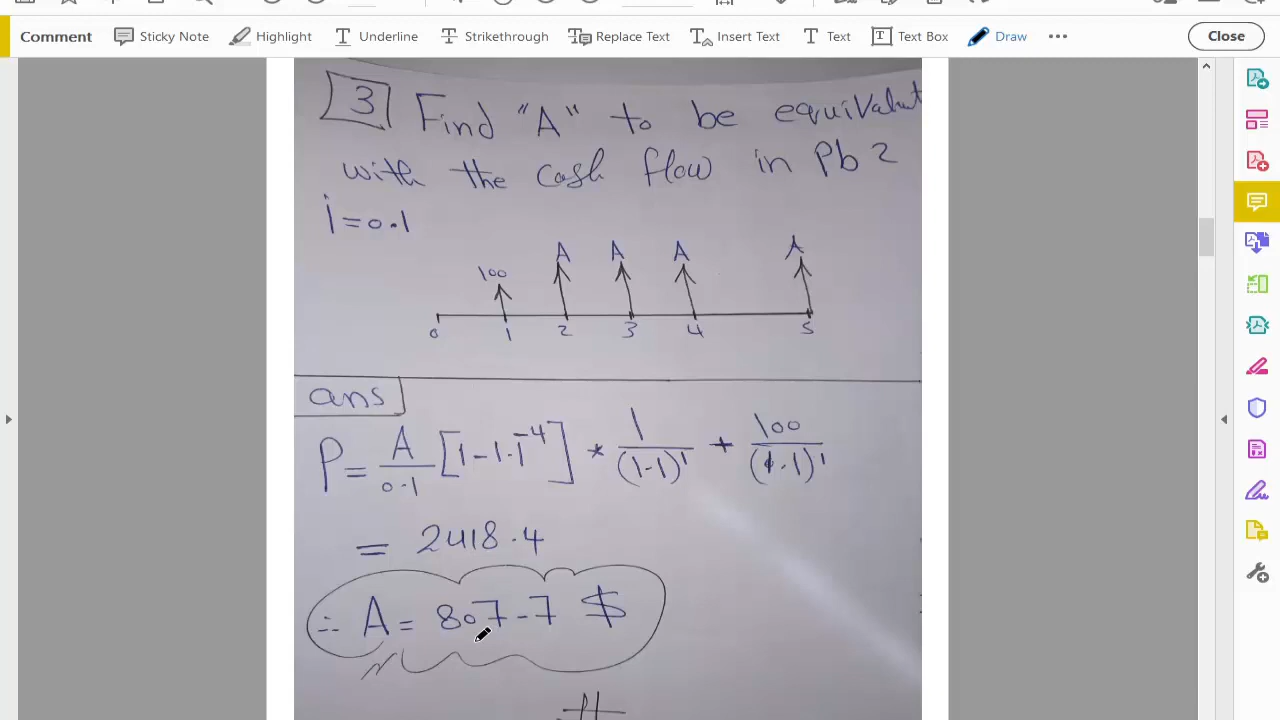 Comment Sticky Note Highlight Underline Strikethrough Replace Text Insert Text Text Text Box Draw Close
3 Find "A" to be equivalent
with the cash flow in Pb 2
i = 0.1
100 A A A A
0 1 2 3 4 5
ans
P = A/0.1 [1-1.1^-4] * 1/(1.1)^1 + 100/(1.1)^1
= 2418.4
∴ A = 807.7 $
#